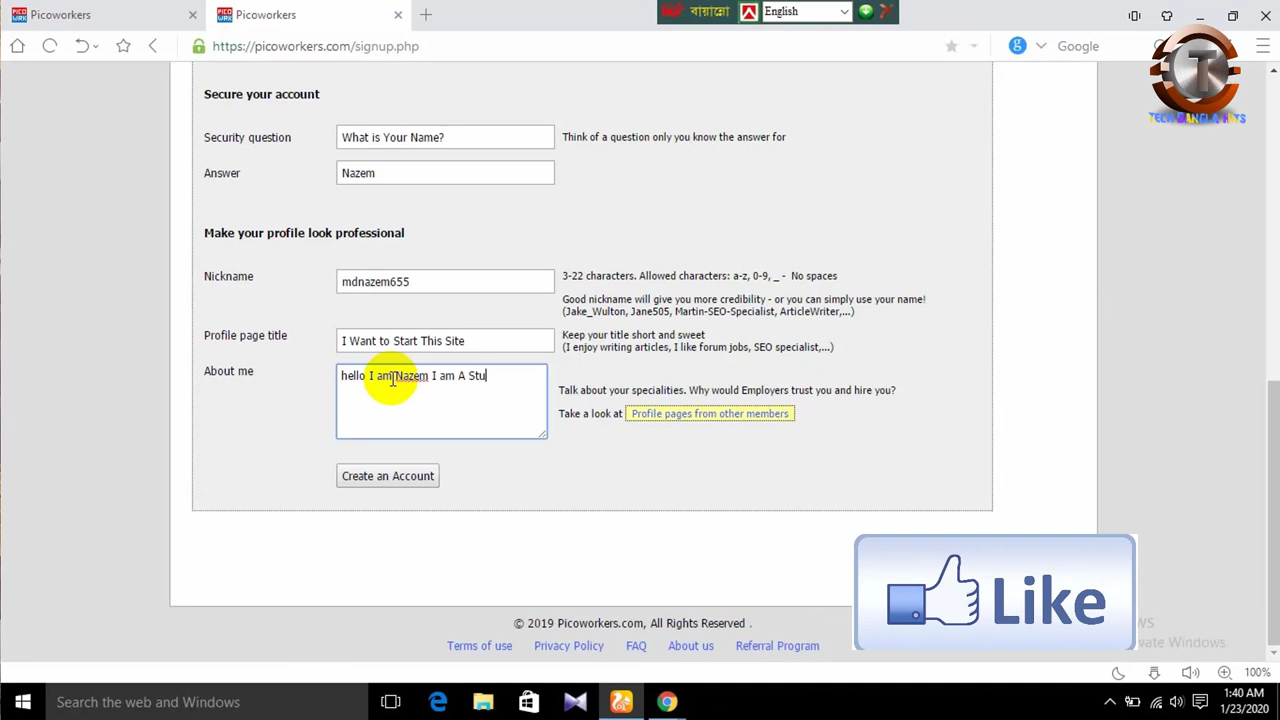 Picoworkers
Picoworkers
বায়ান্নো
English
https://picoworkers.com/signup.php
Google
T
Secure your account
Security question
What is Your Name?
Think of a question only you know the answer for
Answer
Nazem
Make your profile look professional
Nickname
mdnazem655
3-22 characters. Allowed characters: a-z, 0-9, _ - No spaces
Good nickname will give you more credibility - or you can simply use your name!
(Jake_Wulton, Jane505, Martin-SEO-Specialist, ArticleWriter,...)
Profile page title
I Want to Start This Site
Keep your title short and sweet
(I enjoy writing articles, I like forum jobs, SEO specialist,...)
About me
hello I am Nazem I am A Stu
Talk about your specialities. Why would Employers trust you and hire you?
Take a look at Profile pages from other members
Create an Account
Like
© 2019 Picoworkers.com, All Rights Reserved .
Terms of use
Privacy Policy
FAQ
About us
Referral Program
100%
Search the web and Windows
1:40 AM
1/23/2020